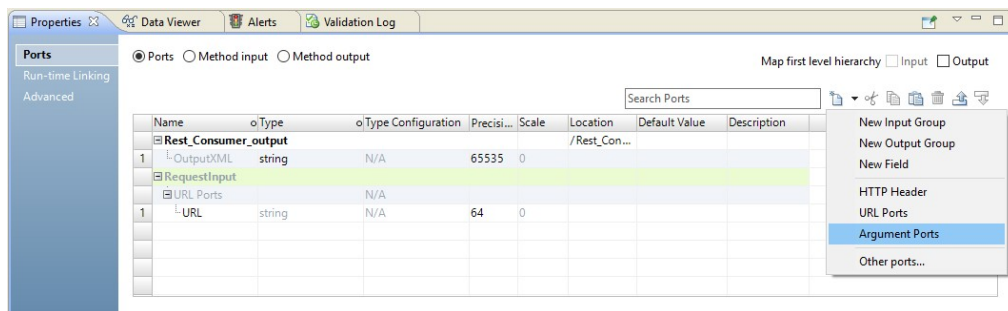 Properties Data Viewer Alerts Validation Log
Ports
Run-time Linking
Advanced
Ports Method input Method output
Map first level hierarchy Input Output
Search Ports
Name Type Type Configuration Precisi... Scale Location Default Value Description
Rest_Consumer_output /Rest_Con...
1 OutputXML string N/A 65535 0
RequestInput
URL Ports N/A
1 URL string N/A 64 0
New Input Group
New Output Group
New Field
HTTP Header
URL Ports
Argument Ports
Other ports...